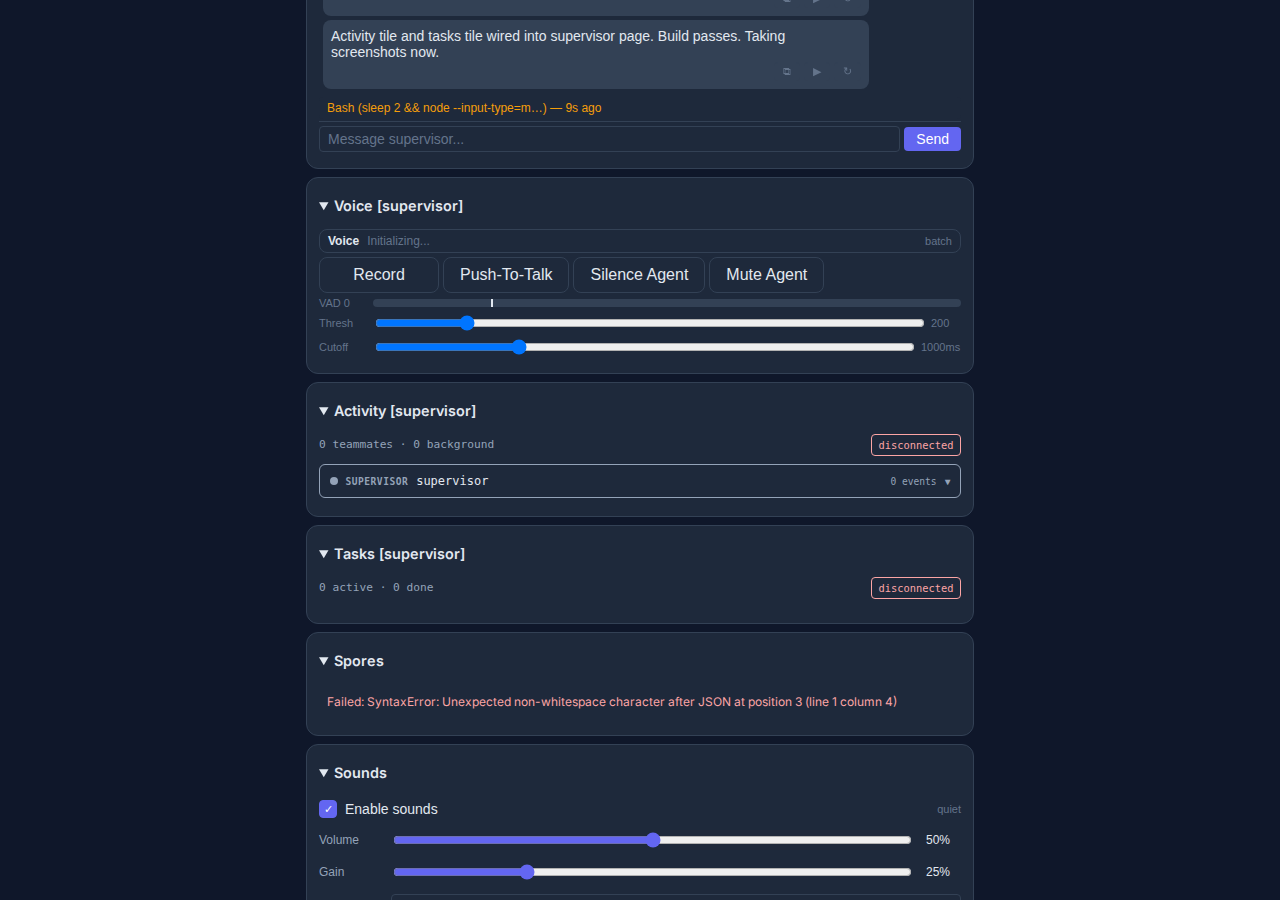 Activity tile and tasks tile wired into supervisor page. Build passes. Taking
screenshots now.
Bash (sleep 2 && node --input-type=m…) — 9s ago
Message supervisor...
Send
Voice [supervisor]
Voice Initializing... batch
Record Push-To-Talk Silence Agent Mute Agent
VAD 0
Thresh 200
Cutoff 1000ms
Activity [supervisor]
0 teammates · 0 background disconnected
SUPERVISOR supervisor 0 events
Tasks [supervisor]
0 active · 0 done disconnected
Spores
Failed: SyntaxError: Unexpected non-whitespace character after JSON at position 3 (line 1 column 4)
Sounds
Enable sounds quiet
Volume 50%
Gain 25%